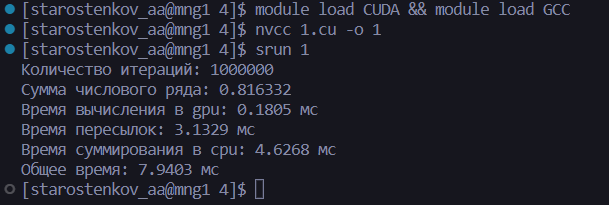 [starostenkov_aa@mng1 4]$ module load CUDA && module load GCC
[starostenkov_aa@mng1 4]$ nvcc 1.cu -o 1
[starostenkov_aa@mng1 4]$ srun 1
Количество итераций: 1000000
Сумма числового ряда: 0.816332
Время вычисления в gpu: 0.1805 мс
Время пересылок: 3.1329 мс
Время суммирования в cpu: 4.6268 мс
Общее время: 7.9403 мс
[starostenkov_aa@mng1 4]$